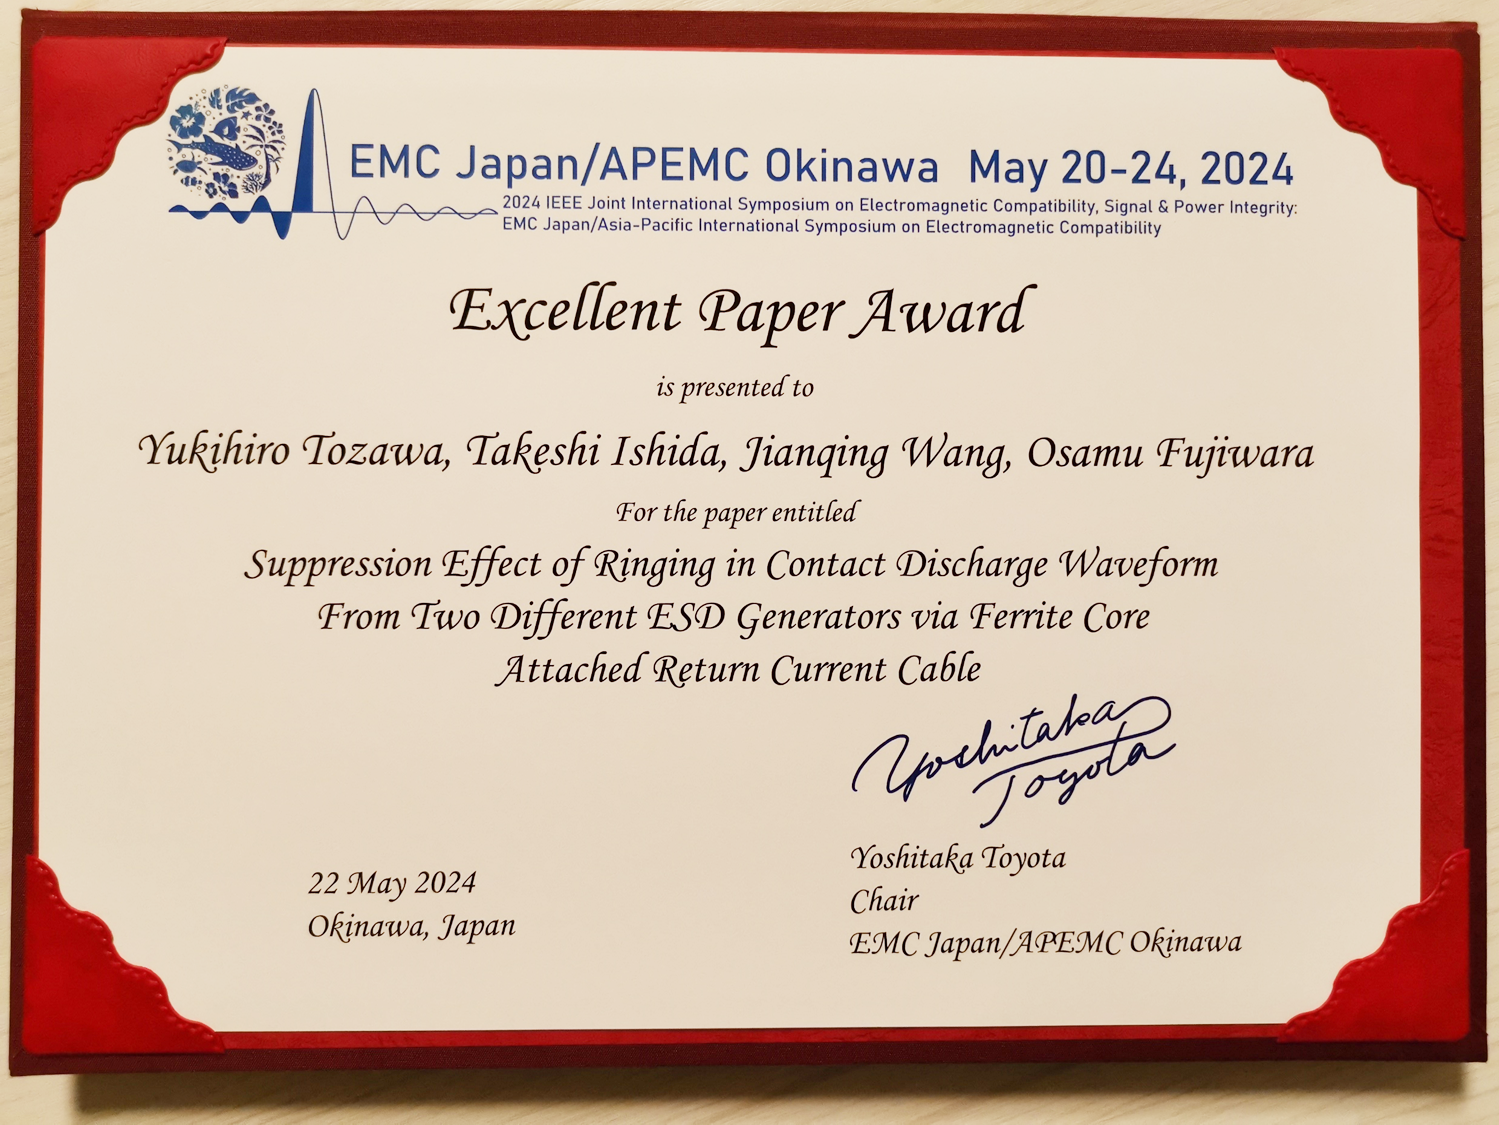 EMC Japan/APEMC Okinawa May 20-24, 2024
2024 IEEE Joint International Symposium on Electromagnetic Compatibility, Signal & Power Integrity:
EMC Japan/Asia-Pacific International Symposium on Electromagnetic Compatibility
Excellent Paper Award
is presented to
Yukihiro Tozawa, Takeshi Ishida, Jianqing Wang, Osamu Fujiwara
For the paper entitled
Suppression Effect of Ringing in Contact Discharge Waveform
From Two Different ESD Generators via Ferrite Core
Attached Return Current Cable
Yoshitaka
Toyota
Yoshitaka Toyota
Chair
EMC Japan/APEMC Okinawa
22 May 2024
Okinawa, Japan